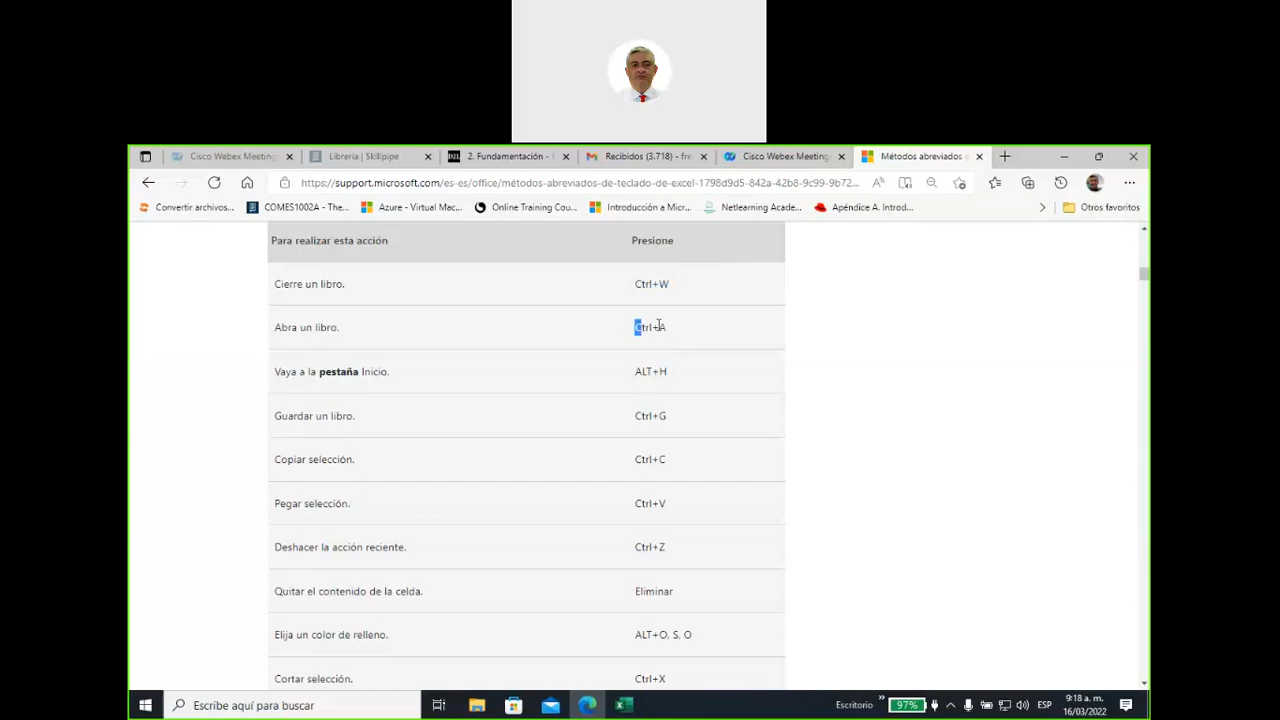 Cisco Webex Meeting
Librería | Skillpipe
2. Fundamentación - F
Recibidos (3.718) - fre
Cisco Webex Meeting
Métodos abreviados d
https://support.microsoft.com/es-es/office/métodos-abreviados-de-teclado-de-excel-1798d9d5-842a-42b8-9c99-9b72...
Convertir archivos...
COMES1002A - The...
Azure - Virtual Mac...
Online Training Cou...
Introducción a Micr...
Netlearning Acade...
Apéndice A. Introd...
Otros favoritos
Para realizar esta acción Presione
Cierre un libro. Ctrl+W
Abra un libro. Ctrl+A
Vaya a la pestaña Inicio. ALT+H
Guardar un libro. Ctrl+G
Copiar selección. Ctrl+C
Pegar selección. Ctrl+V
Deshacer la acción reciente. Ctrl+Z
Quitar el contenido de la celda. Eliminar
Elija un color de relleno. ALT+O, S, O
Cortar selección. Ctrl+X
Escribe aquí para buscar
Escritorio
97%
ESP
9:18 a. m.
16/03/2022